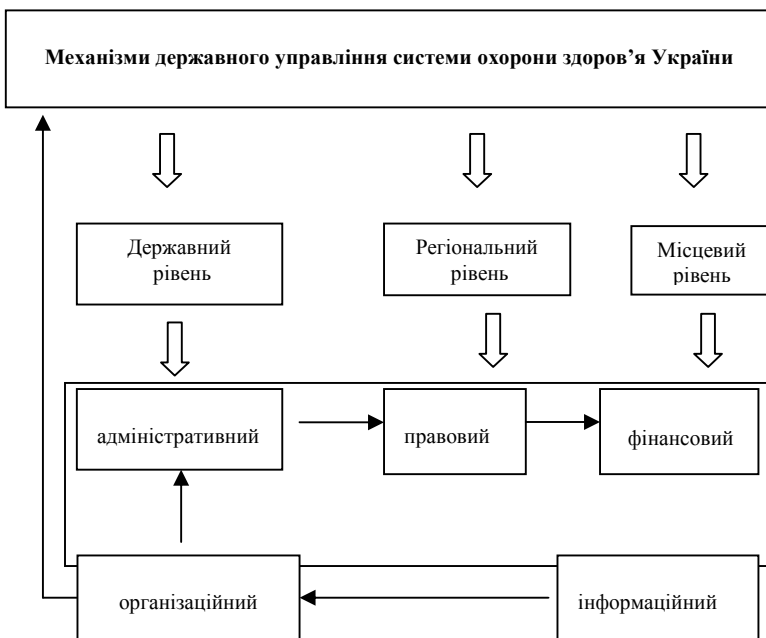 Механізми державного управління системи охорони здоров’я України
Державний
рівень
Регіональний
рівень
Місцевий
рівень
адміністративний
правовий
фінансовий
організаційний
інформаційний